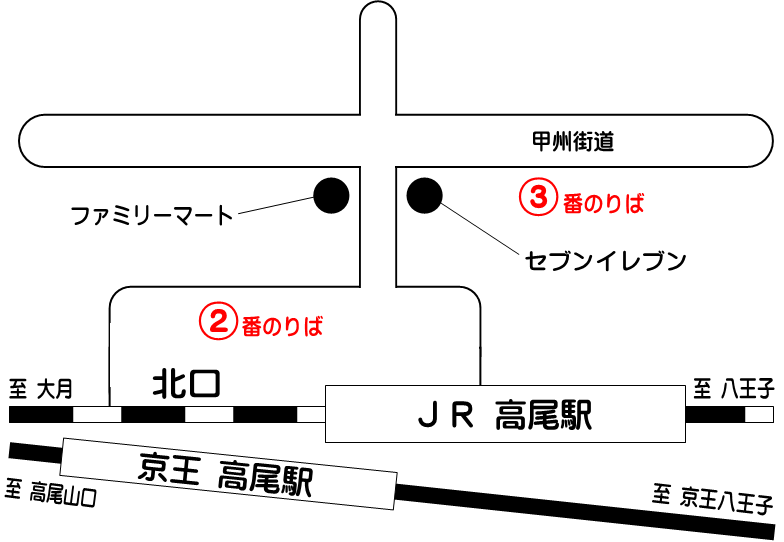 甲州街道
③番のりば
ファミリーマート
セブンイレブン
②番のりば
至 大月
北口
至 八王子
JR 高尾駅
京王 高尾駅
至 高尾山口
至 京王八王子